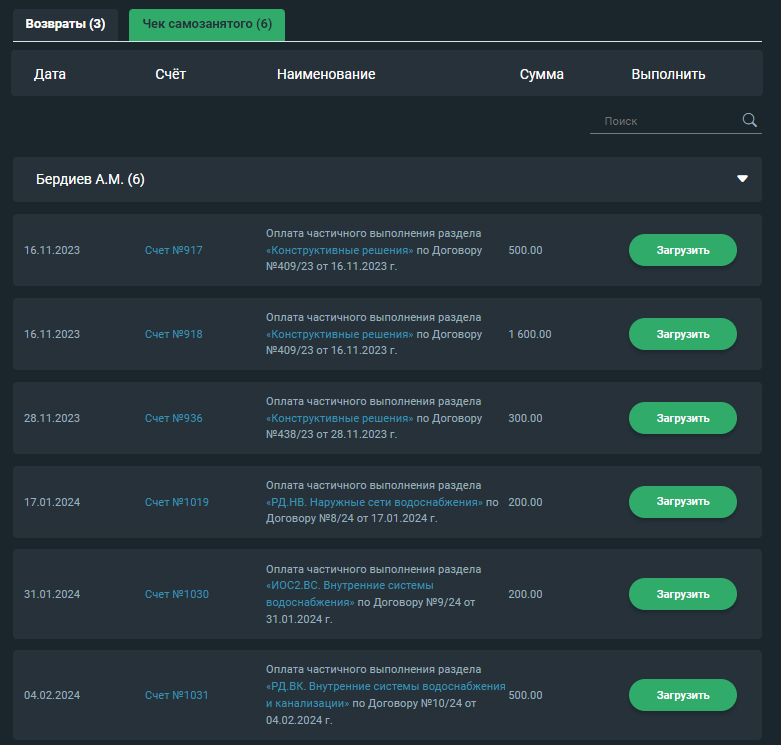 Возвраты (3)
Чек самозанятого (6)
Дата Счёт Наименование Сумма Выполнить
Поиск
Бердиев А.М. (6)
Оплата частичного выполнения раздела
16.11.2023 Счет №917 «Конструктивные решения» по Договору 500.00 Загрузить
№409/23 от 16.11.2023 г.
Оплата частичного выполнения раздела
16.11.2023 Счет №918 «Конструктивные решения» по Договору 1 600.00 Загрузить
№409/23 от 16.11.2023 г.
Оплата частичного выполнения раздела
28.11.2023 Счет №936 «Конструктивные решения» по Договору 300.00 Загрузить
№438/23 от 28.11.2023 г.
Оплата частичного выполнения раздела
17.01.2024 Счет №1019 «РД.НВ. Наружные сети водоснабжения» по 200.00 Загрузить
Договору №8/24 от 17.01.2024 г.
Оплата частичного выполнения раздела
«ИОС2.ВС. Внутренние системы
31.01.2024 Счет №1030 водоснабжения» по Договору №9/24 от 200.00 Загрузить
31.01.2024 г.
Оплата частичного выполнения раздела
«РД.ВК. Внутренние системы водоснабжения
04.02.2024 Счет №1031 и канализации» по Договору №10/24 от 500.00 Загрузить
04.02.2024 г.